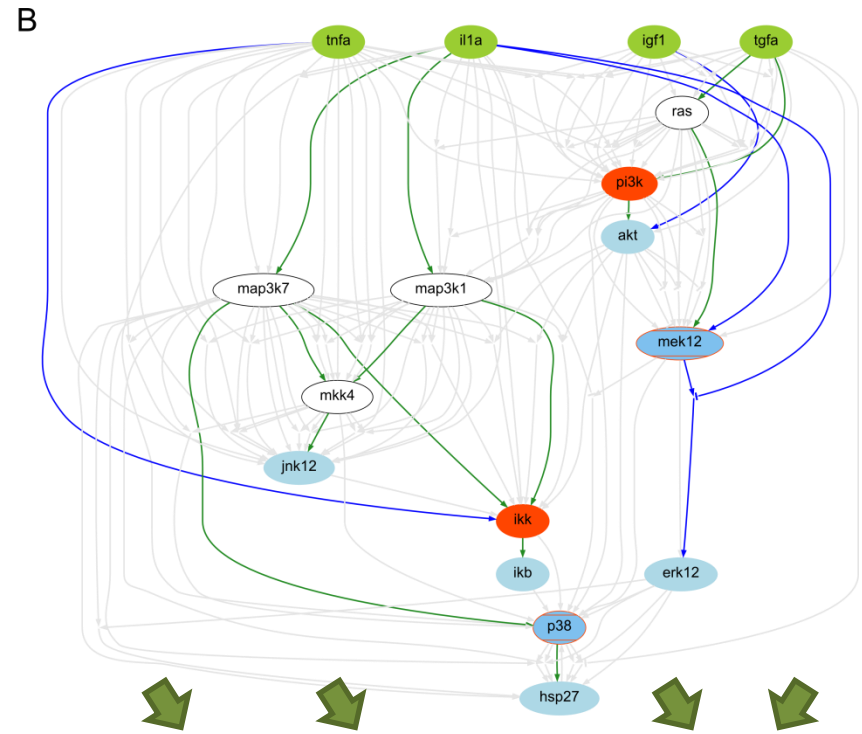 B
tnfa
il1a
igf1
tgfa
ras
pi3k
akt
map3k7
map3k1
mek12
mkk4
jnk12
ikk
ikb
erk12
p38
hsp27